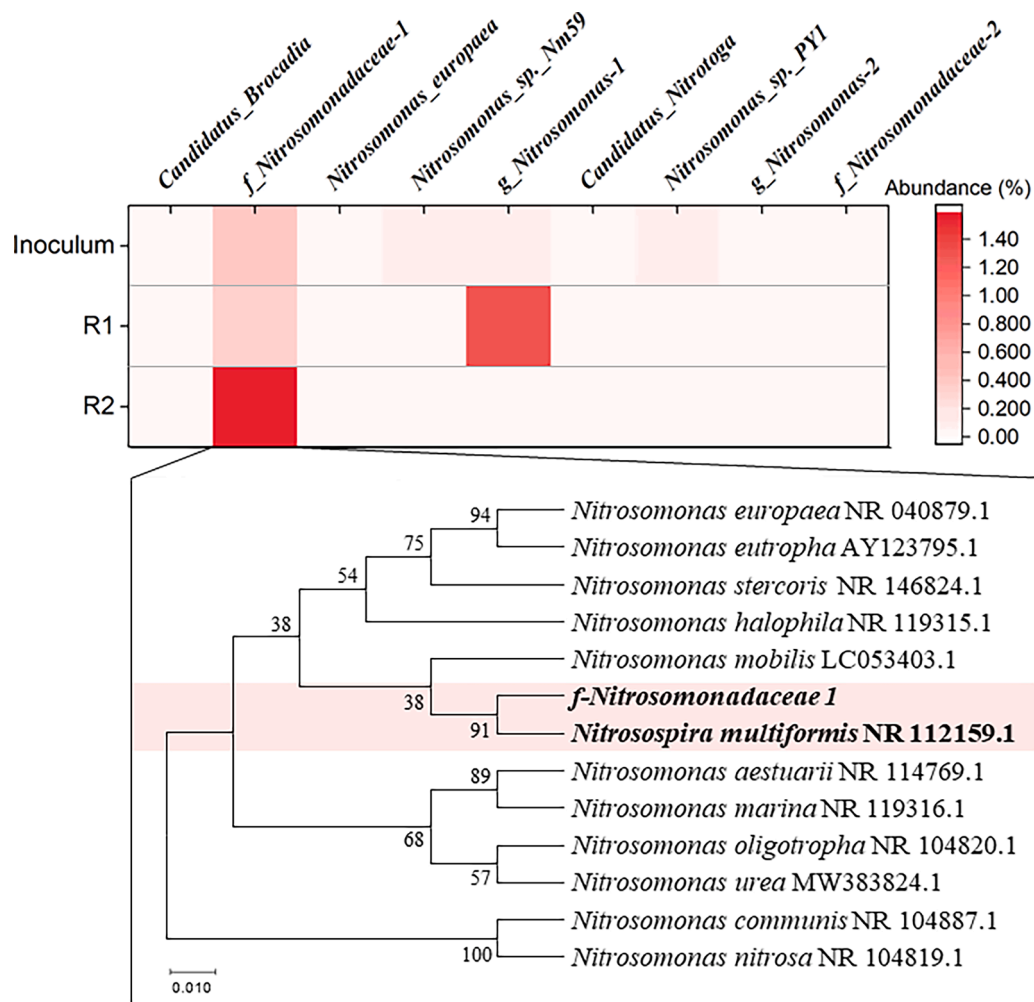 Candidatus_Brocadia
f_Nitrosomonadaceae-1
Nitrosomonas_europaea
Nitrosomonas_sp._Nm59
g_Nitrosomonas-1
Candidatus_Nitrotoga
Nitrosomonas_sp._PY1
g_Nitrosomonas-2
f_Nitrosomonadaceae-2
Abundance (%)
Inoculum
R1
R2
1.40
1.20
1.00
0.800
0.600
0.400
0.200
0.00
94
75
54
38
38
91
89
68
57
100
Nitrosomonas europaea NR 040879.1
Nitrosomonas eutropha AY123795.1
Nitrosomonas stercoris NR 146824.1
Nitrosomonas halophila NR 119315.1
Nitrosomonas mobilis LC053403.1
f-Nitrosomonadaceae 1
Nitrosospira multiformis NR 112159.1
Nitrosomonas aestuarii NR 114769.1
Nitrosomonas marina NR 119316.1
Nitrosomonas oligotropha NR 104820.1
Nitrosomonas urea MW383824.1
Nitrosomonas communis NR 104887.1
Nitrosomonas nitrosa NR 104819.1
0.010